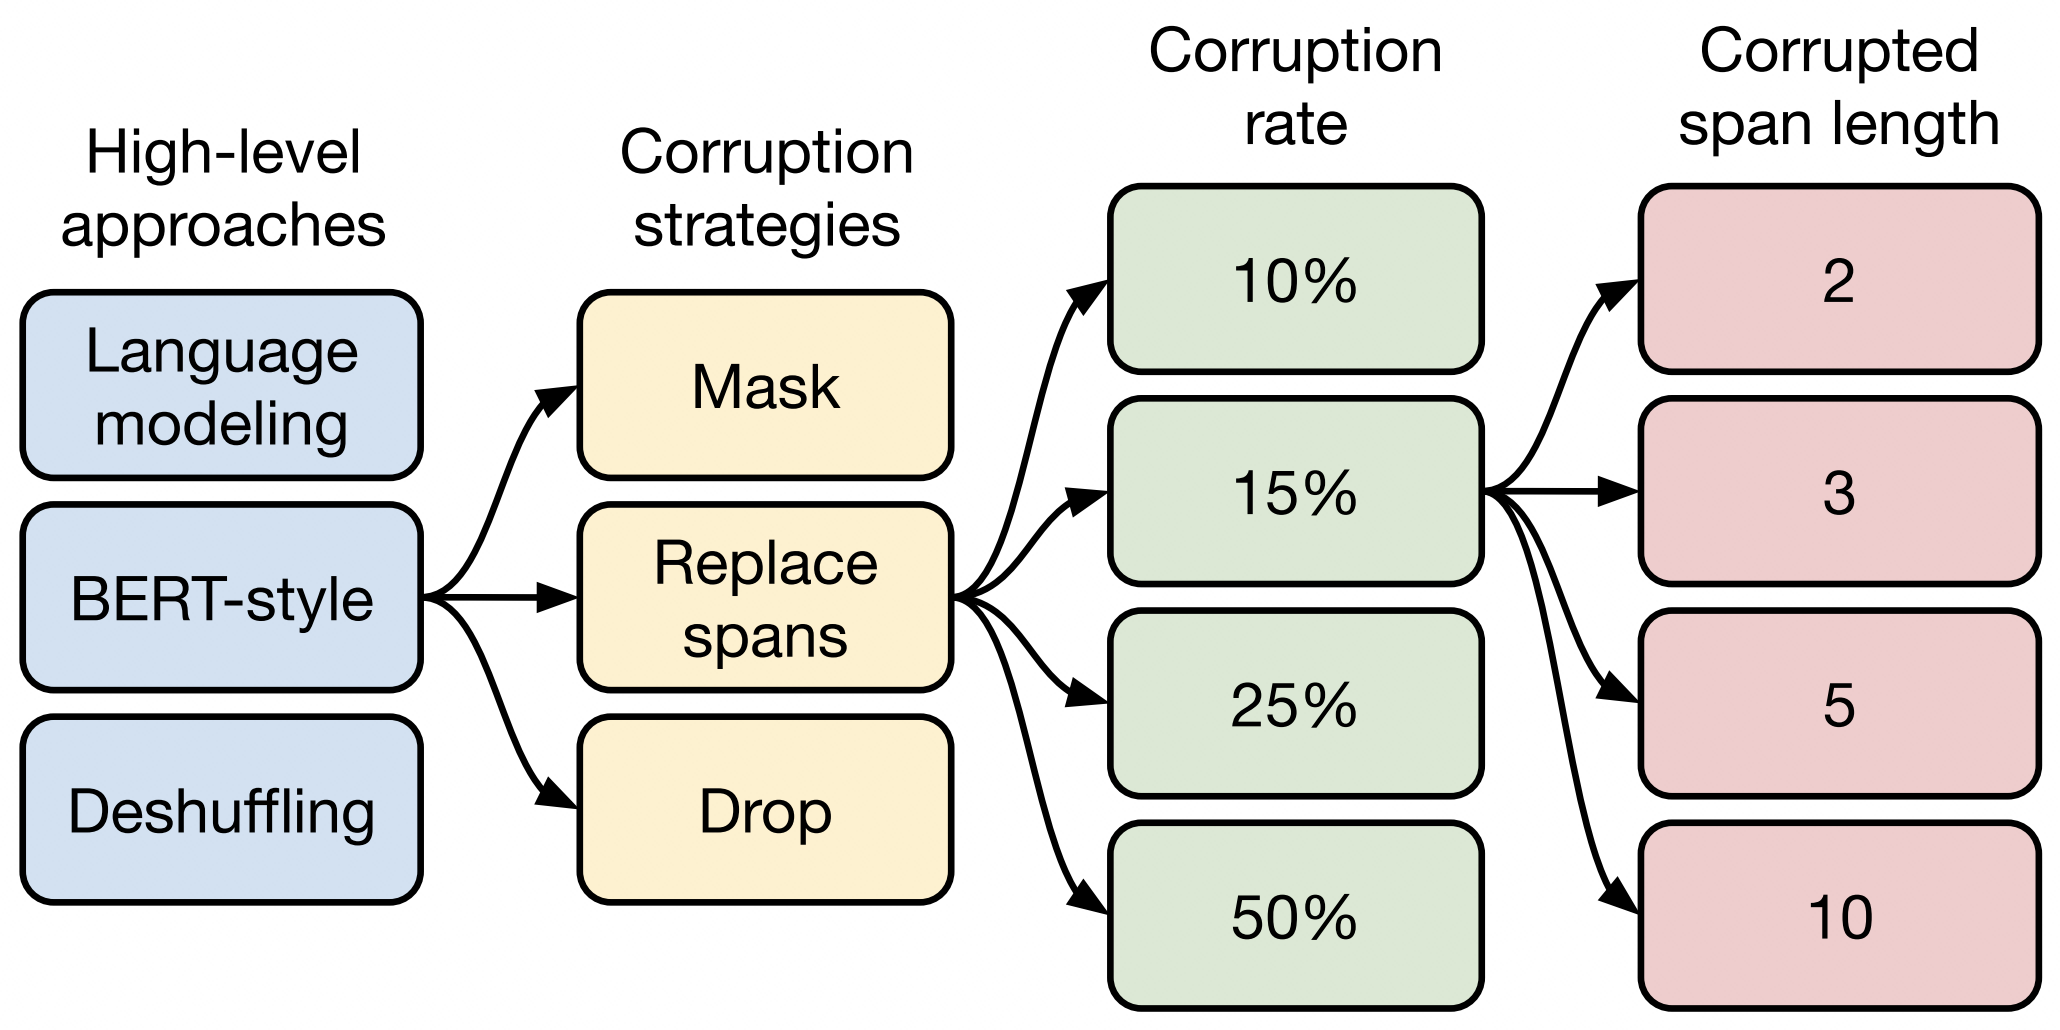 High-level
approaches
Language
modeling
BERT-style
Deshuffling
Corruption
strategies
Mask
Replace
spans
Drop
Corruption
rate
10%
15%
25%
50%
Corrupted
span length
2
3
5
10